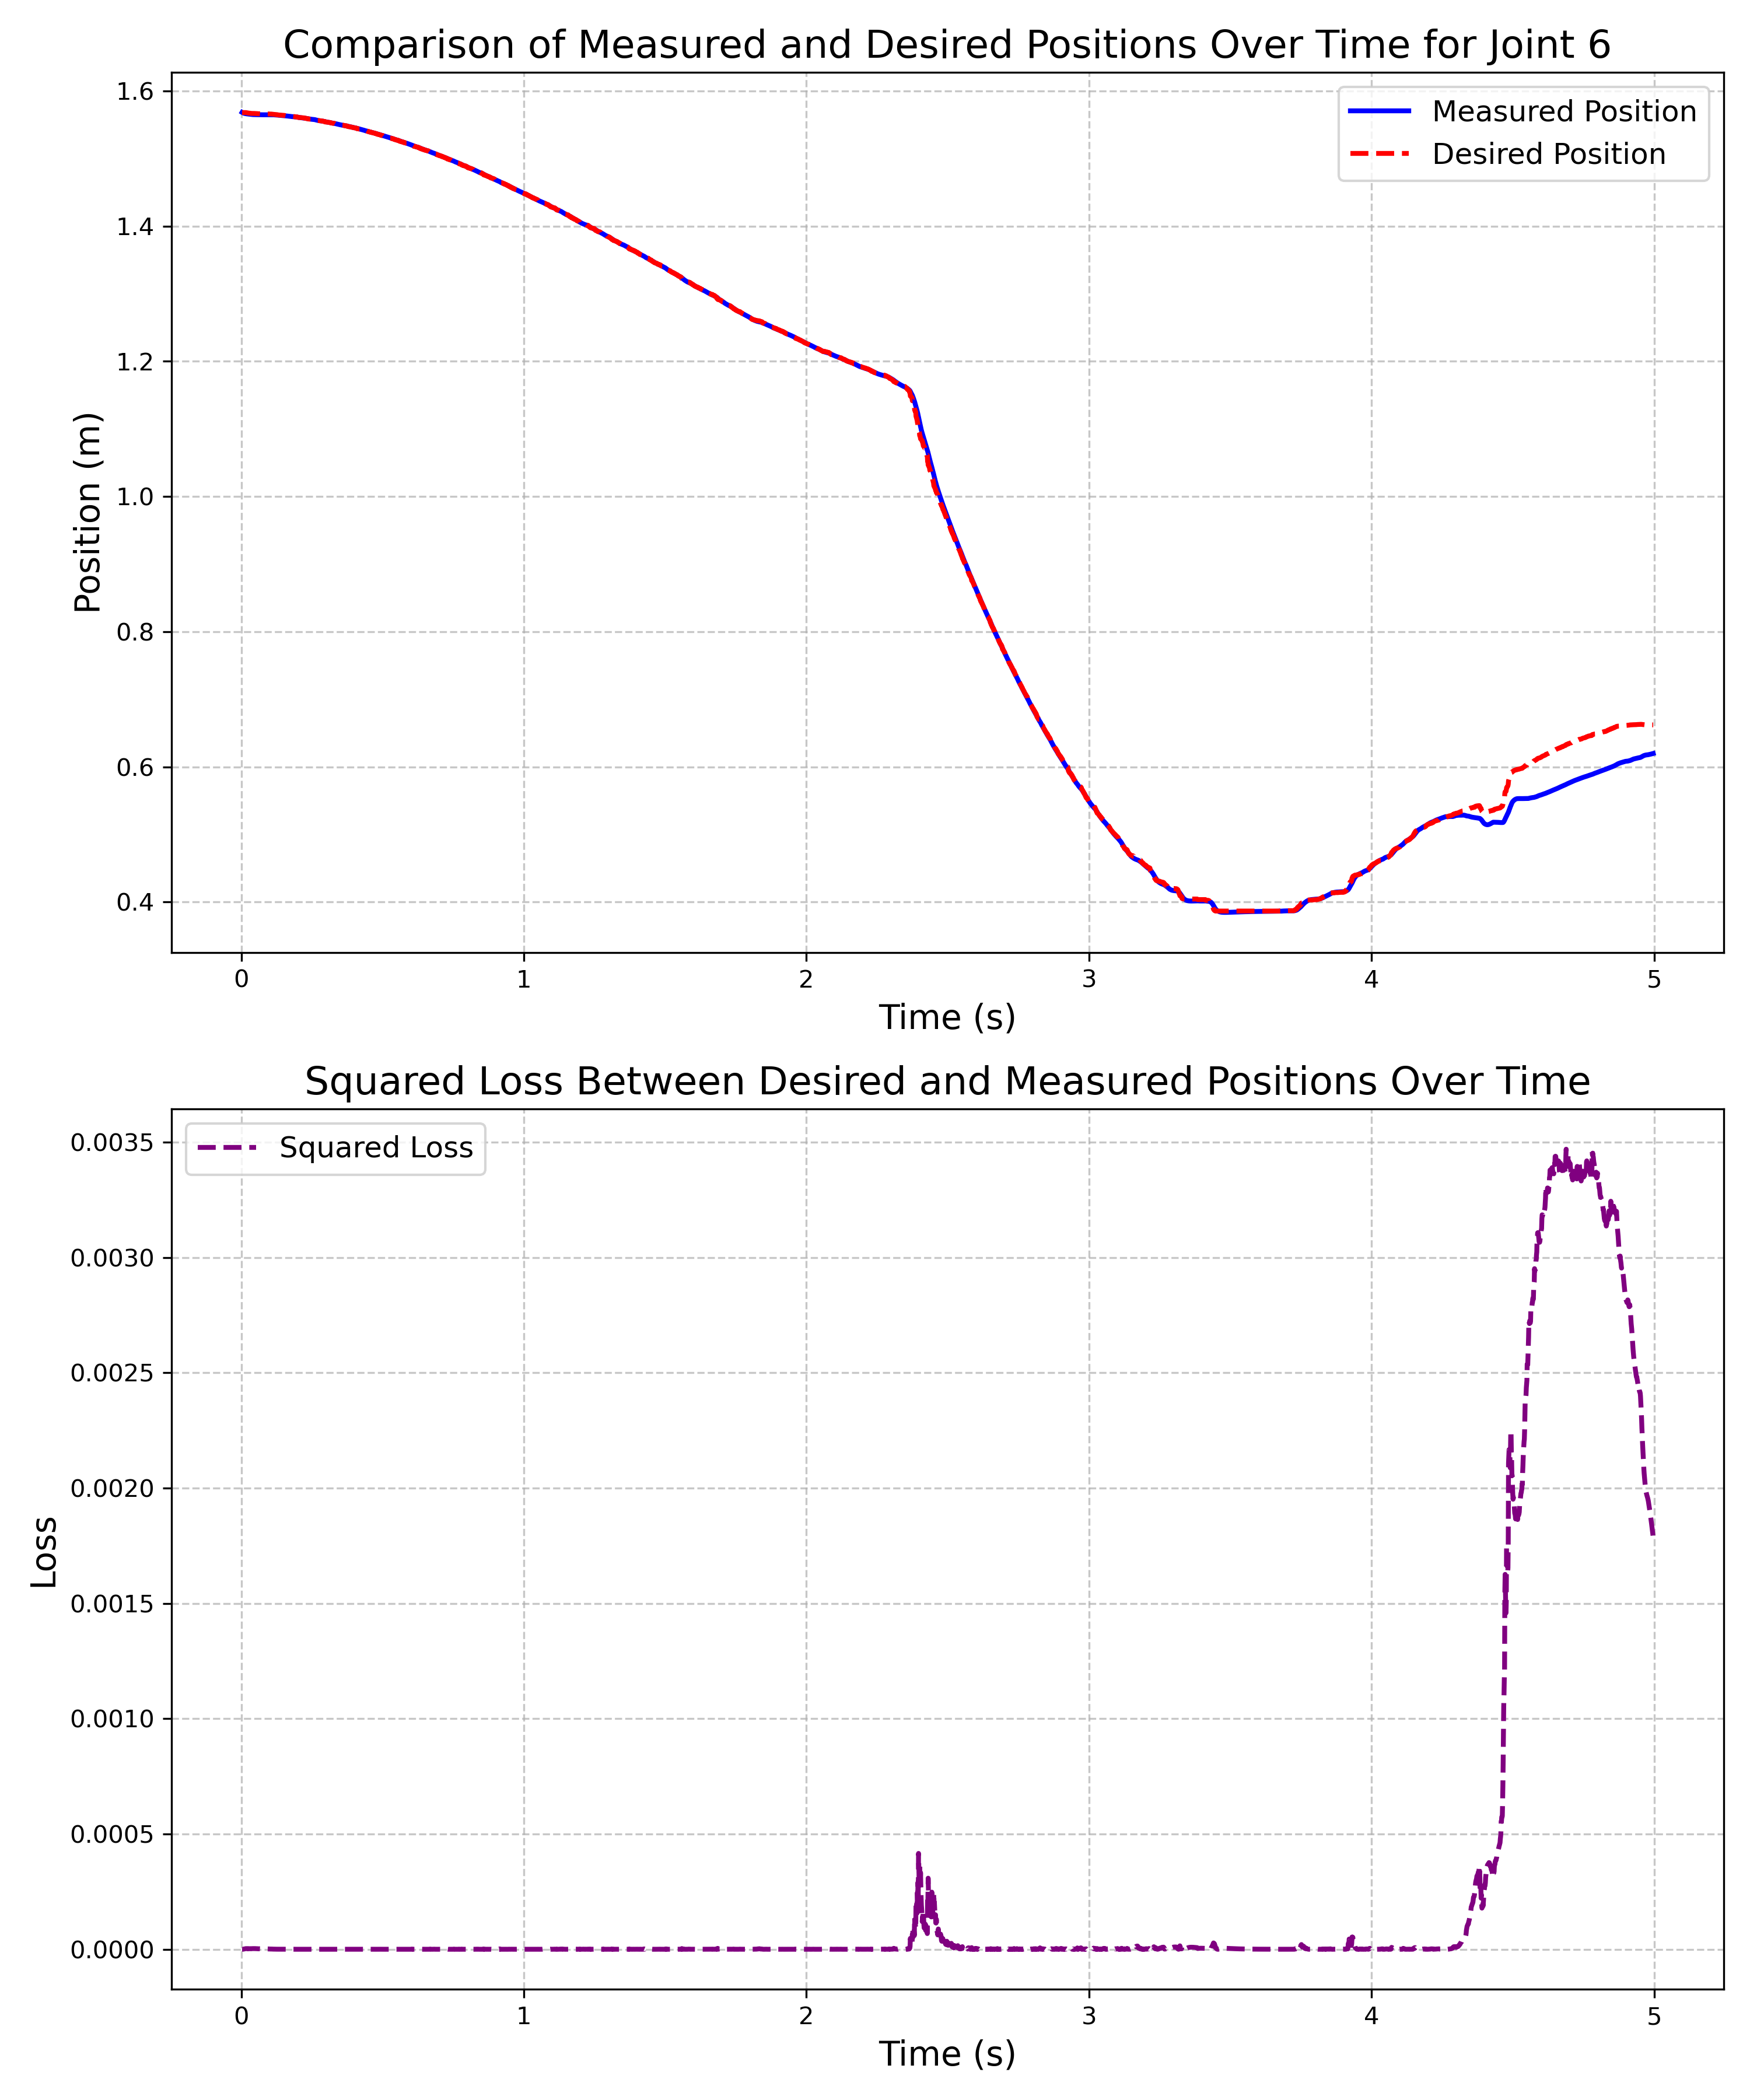 Comparison of Measured and Desired Positions Over Time for Joint 6
Position (m)
1.6
1.4
1.2
1.0
0.8
0.6
0.4
Measured Position
Desired Position
0 1 2 3 4 5
Time (s)
Squared Loss Between Desired and Measured Positions Over Time
Loss
0.0035
0.0030
0.0025
0.0020
0.0015
0.0010
0.0005
0.0000
Squared Loss
0 1 2 3 4 5
Time (s)